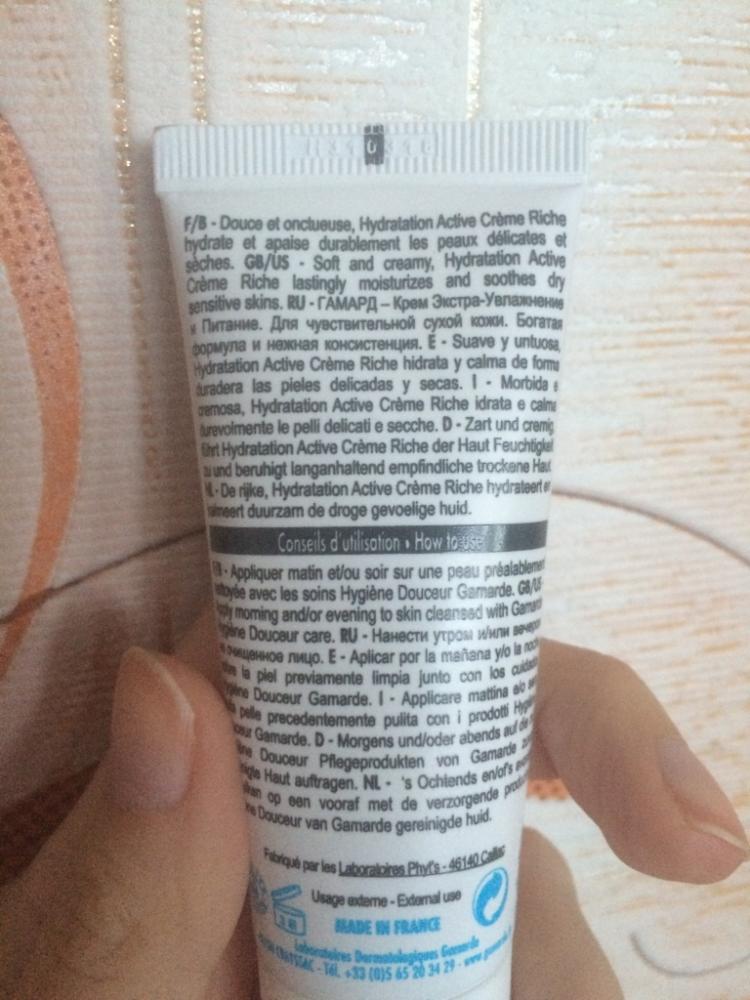 F/B - Douce et onctueuse, Hydratation Active Crème Riche
hydrate et apaise durablement les peaux délicates et
sèches. GB/US - Soft and creamy, Hydratation Active
Crème Riche lastingly moisturizes and soothes dry
sensitive skins. RU - ГАМАРД – Крем Экстра-Увлажнение
и Питание. Для чувствительной сухой кожи. Богатая
формула и нежная консистенция. E - Suave y untuosa,
Hydratation Active Crème Riche hidrata y calma de forma
duradera las pieles delicadas y secas. I - Morbida e
cremosa, Hydratation Active Crème Riche idrata e calma
durevolmente le pelli delicati e secche. D - Zart und cremig,
führt Hydratation Active Crème Riche der Haut Feuchtigkeit
zu und beruhigt langanhaltend empfindliche trockene Haut.
NL - De rijke, Hydratation Active Crème Riche hydrateert en
kalmeert duurzam de droge gevoelige huid.
Conseils d'utilisation • How to use
F/B - Appliquer matin et/ou soir sur une peau préalablement
nettoyée avec les soins Hygiène Douceur Gamarde. GB/US -
Apply morning and/or evening to skin cleansed with Gamarde
Hygiène Douceur care. RU - Нанести утром и/или вечером
очищенное лицо. E - Aplicar por la mañana y/o la noche
la piel previamente limpia junto con los
Douceur Gamarde. I - Applicare mattina e/o
pelle precedentemente pulita con i prodotti
Gamarde. D - Morgens und/oder abends auf
Douceur Pflegeprodukten von Gamarde
Haut auftragen. NL - 's Ochtends en/of's
op een vooraf met de verzorgende
Douceur van Gamarde gereinigde huid.
Fabriqué par les Laboratoires Phyt's - 46140 Caillac
Usage externe - External use
MADE IN FRANCE
Laboratoires Dermatologiques Gamarde
- Tél. +33 (0)5 65 20 34 29 -